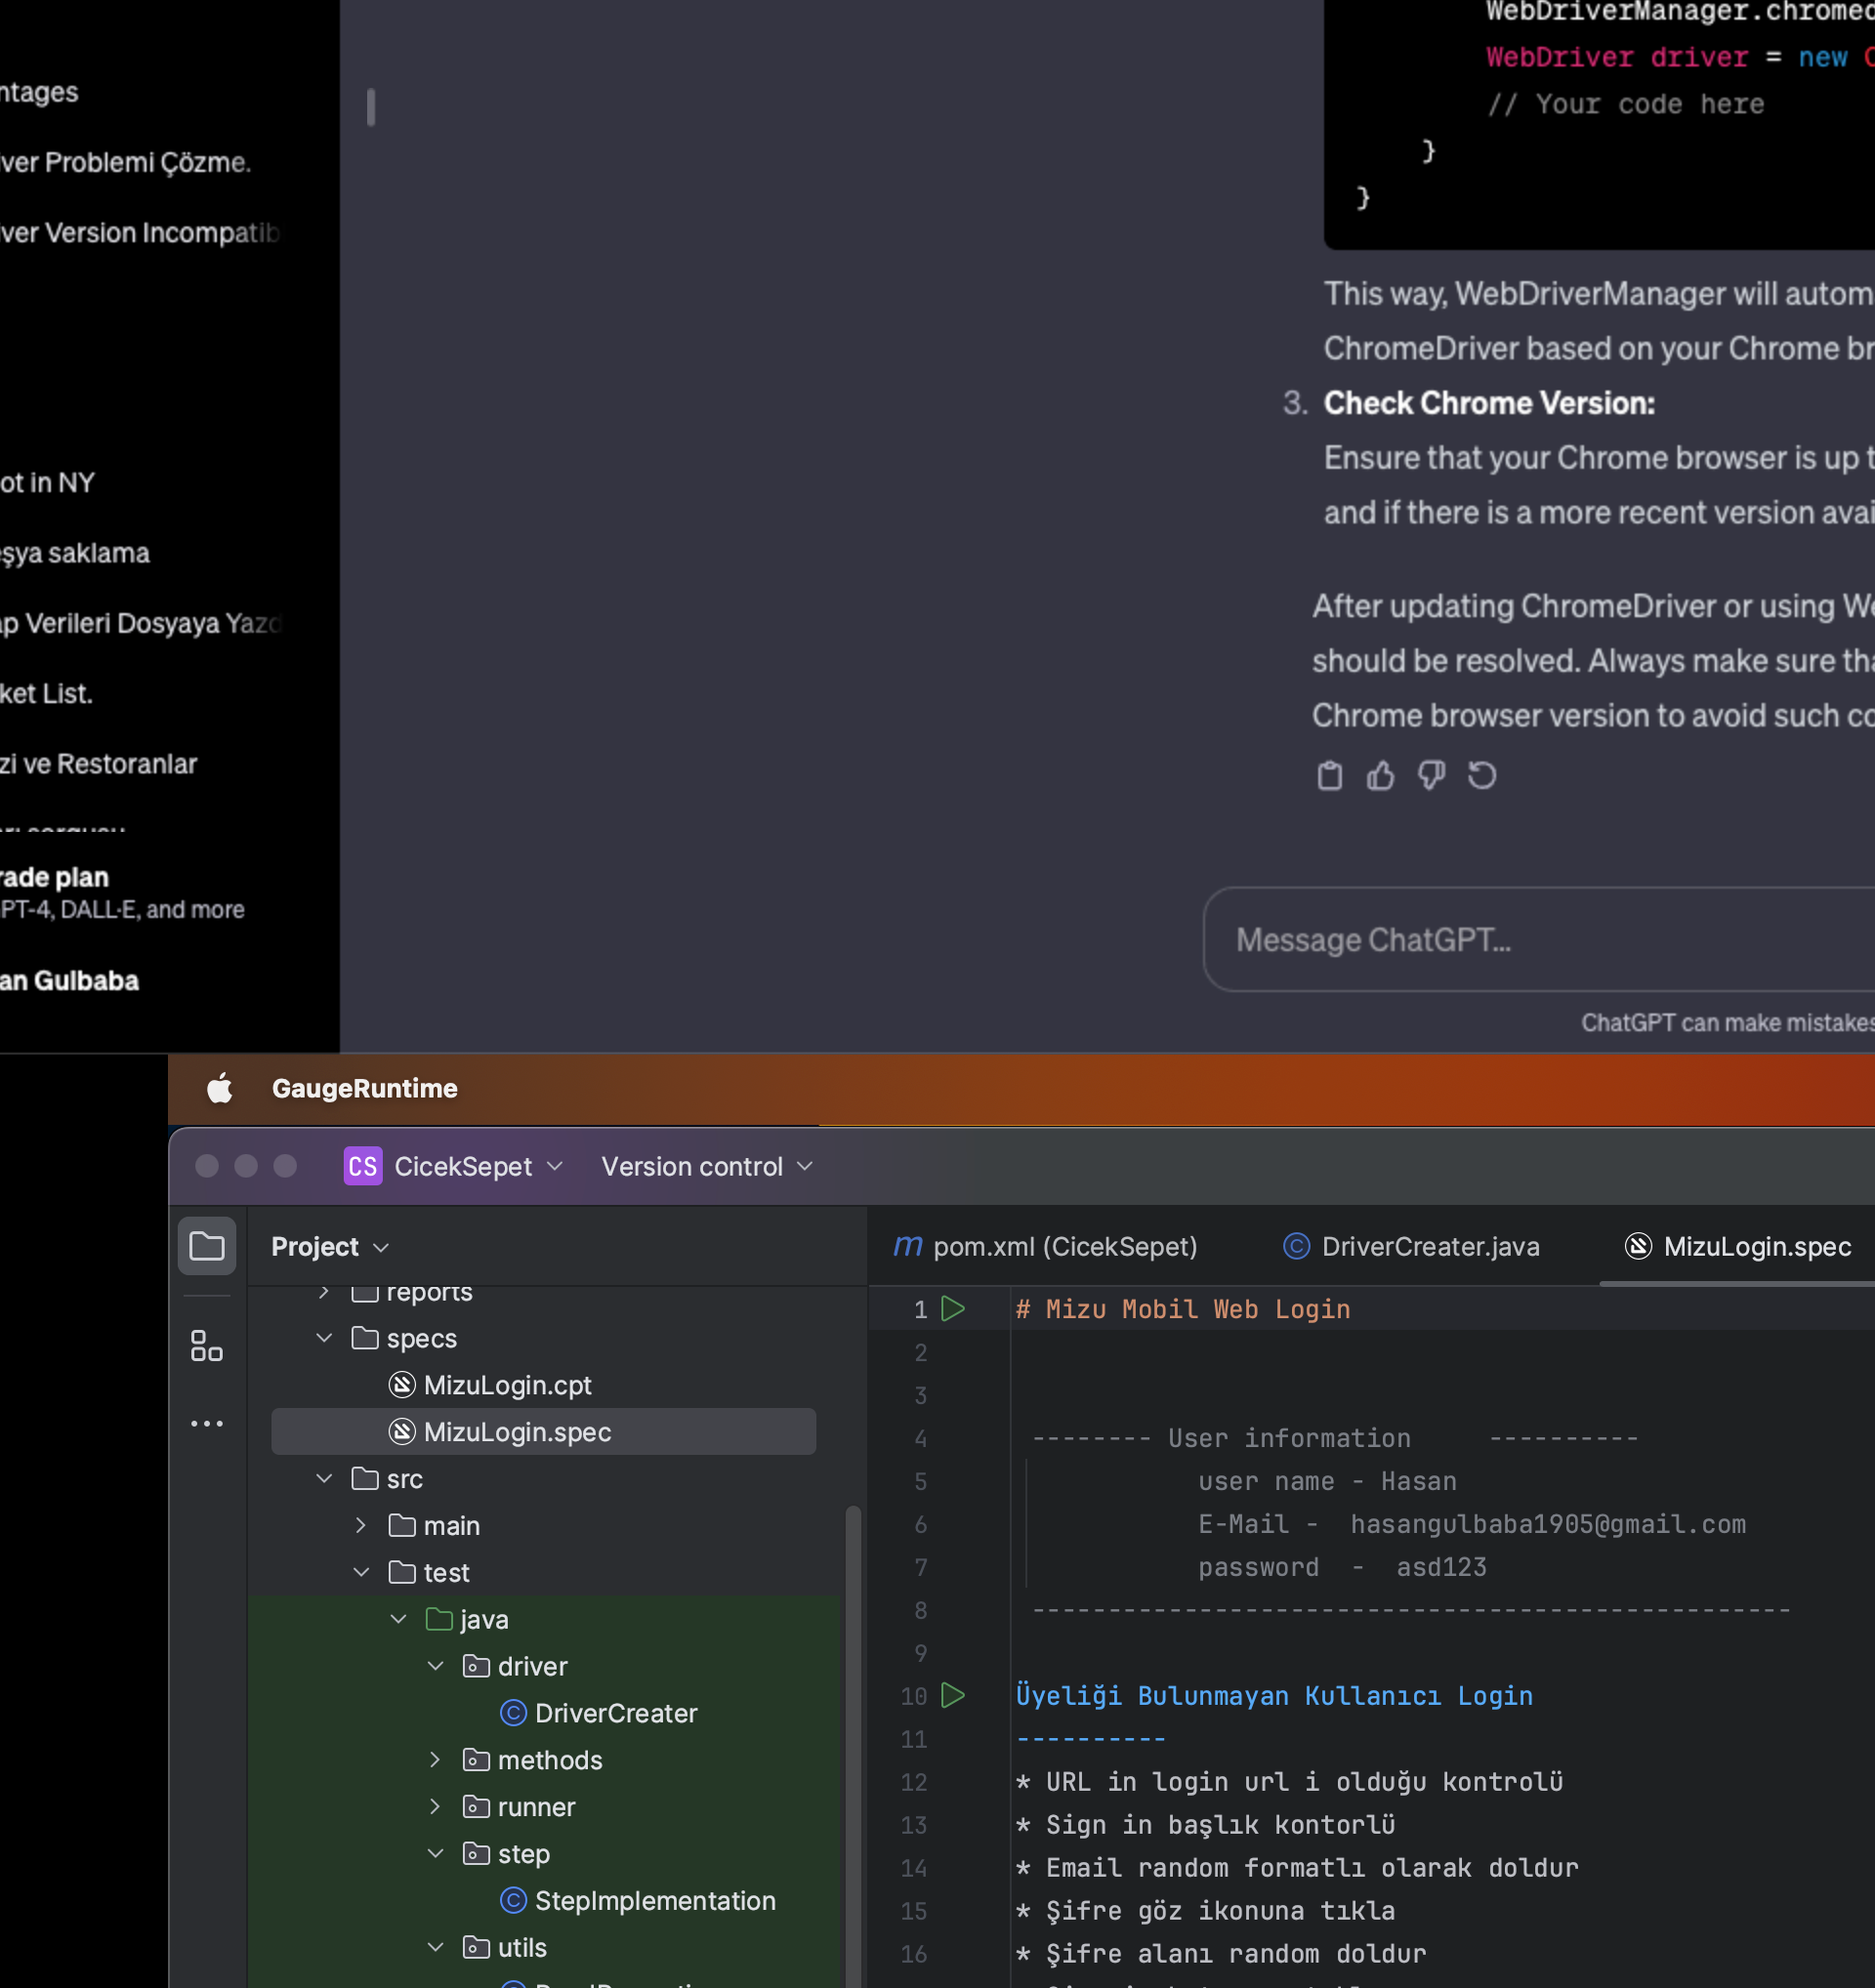 ntages
ver Problemi Çözme.
ver Version Incompatib
ot in NY
eşya saklama
ap Verileri Dosyaya Yazd
ket List.
zi ve Restoranlar
rade plan
PT-4, DALL·E, and more
an Gulbaba
WebDriverManager.chromed
WebDriver driver = new C
// Your code here
}
}
This way, WebDriverManager will autom
ChromeDriver based on your Chrome br
3. Check Chrome Version:
Ensure that your Chrome browser is up t
and if there is a more recent version avai
After updating ChromeDriver or using We
should be resolved. Always make sure tha
Chrome browser version to avoid such co
Message ChatGPT...
ChatGPT can make mistakes
GaugeRuntime
CS CicekSepet Version control
Project
reports
specs
MizuLogin.cpt
MizuLogin.spec
src
main
test
java
driver
DriverCreater
methods
runner
step
StepImplementation
utils
m pom.xml (CicekSepet) DriverCreater.java MizuLogin.spec
1 # Mizu Mobil Web Login
2
3
4 -------- User information ----------
5 user name - Hasan
6 E-Mail - hasangulbaba1905@gmail.com
7 password - asd123
8 --------------------------------------------------
9
10 Üyeliği Bulunmayan Kullanıcı Login
11 ----------
12 * URL in login url i olduğu kontrolü
13 * Sign in başlık kontorlü
14 * Email random formatlı olarak doldur
15 * Şifre göz ikonuna tıkla
16 * Şifre alanı random doldur